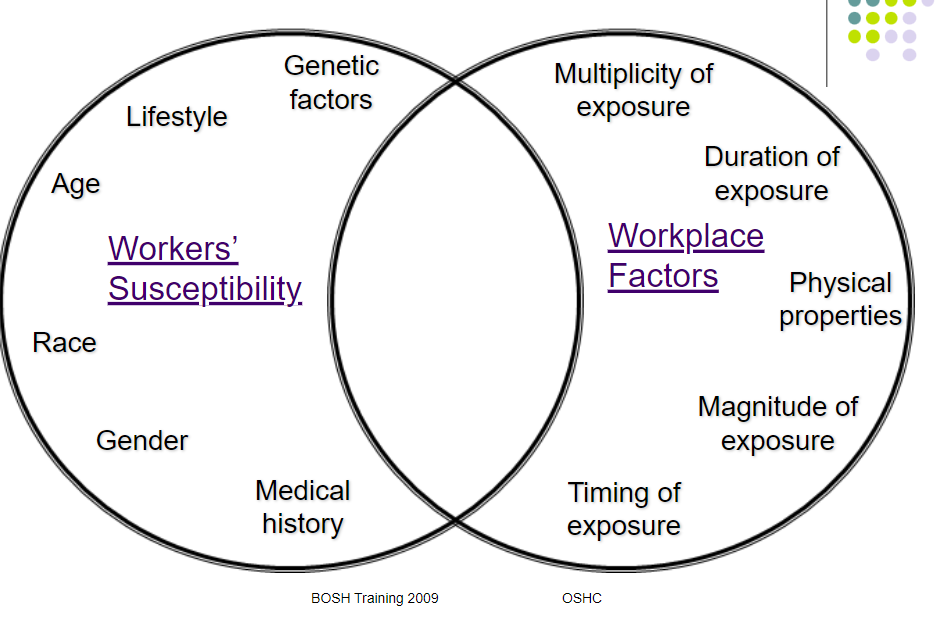 Genetic
factors
Lifestyle
Age
Workers’
Susceptibility
Race
Gender
Medical
history
Multiplicity of
exposure
Duration of
exposure
Workplace
Factors
Physical
properties
Magnitude of
exposure
Timing of
exposure
BOSH Training 2009
OSHC